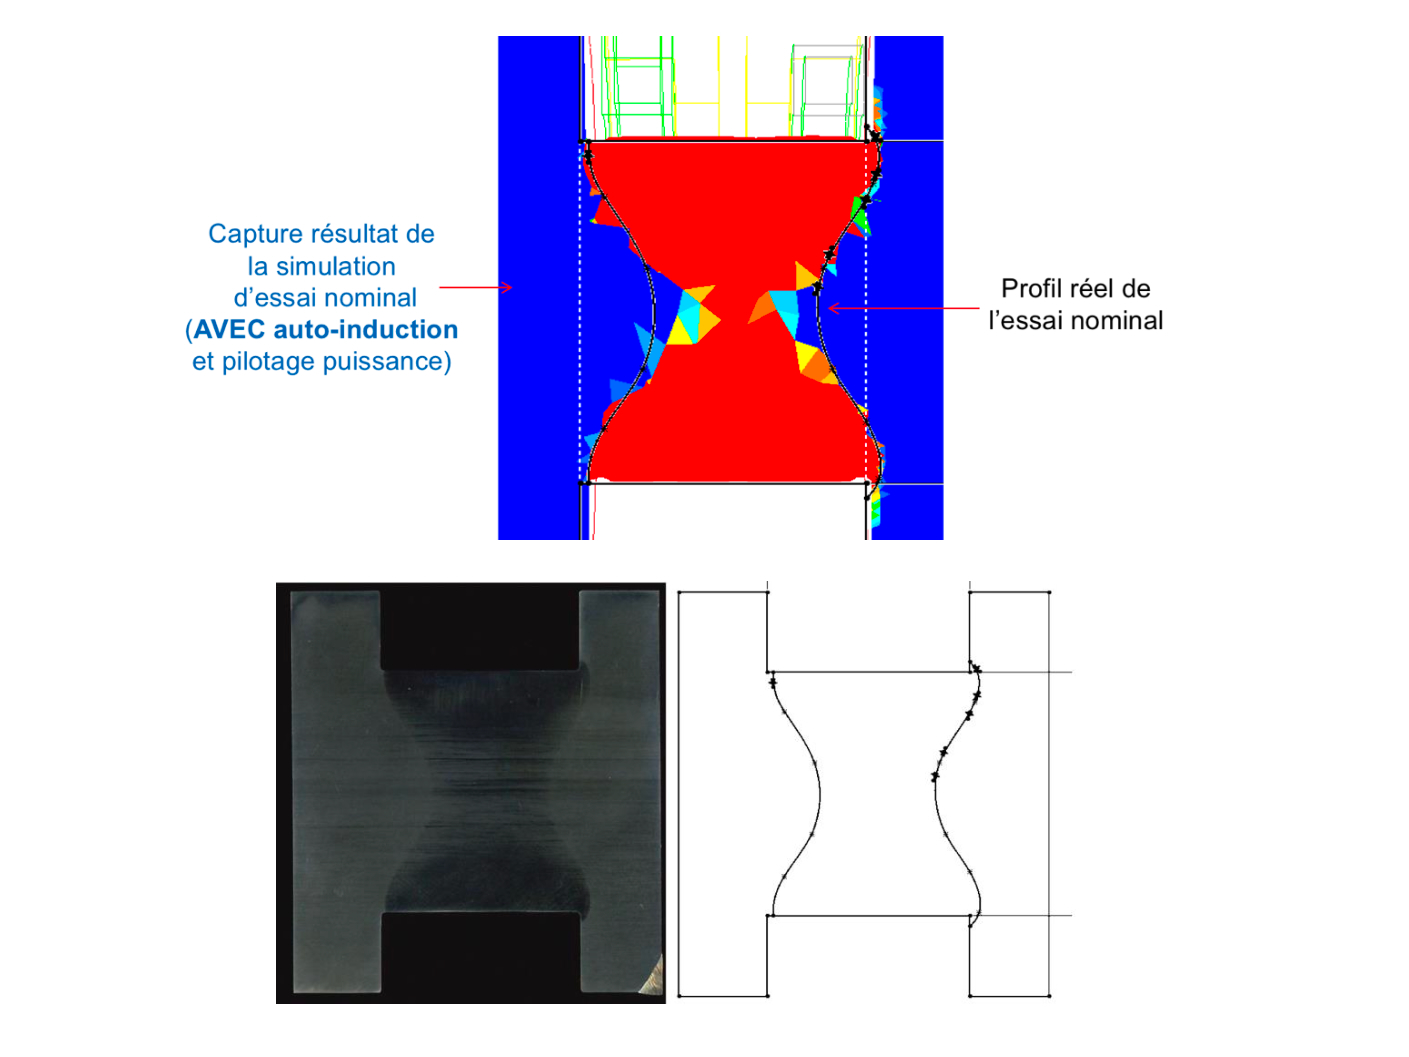 Capture résultat de
la simulation
d’essai nominal
(AVEC auto-induction
et pilotage puissance)
Profil réel de
l’essai nominal